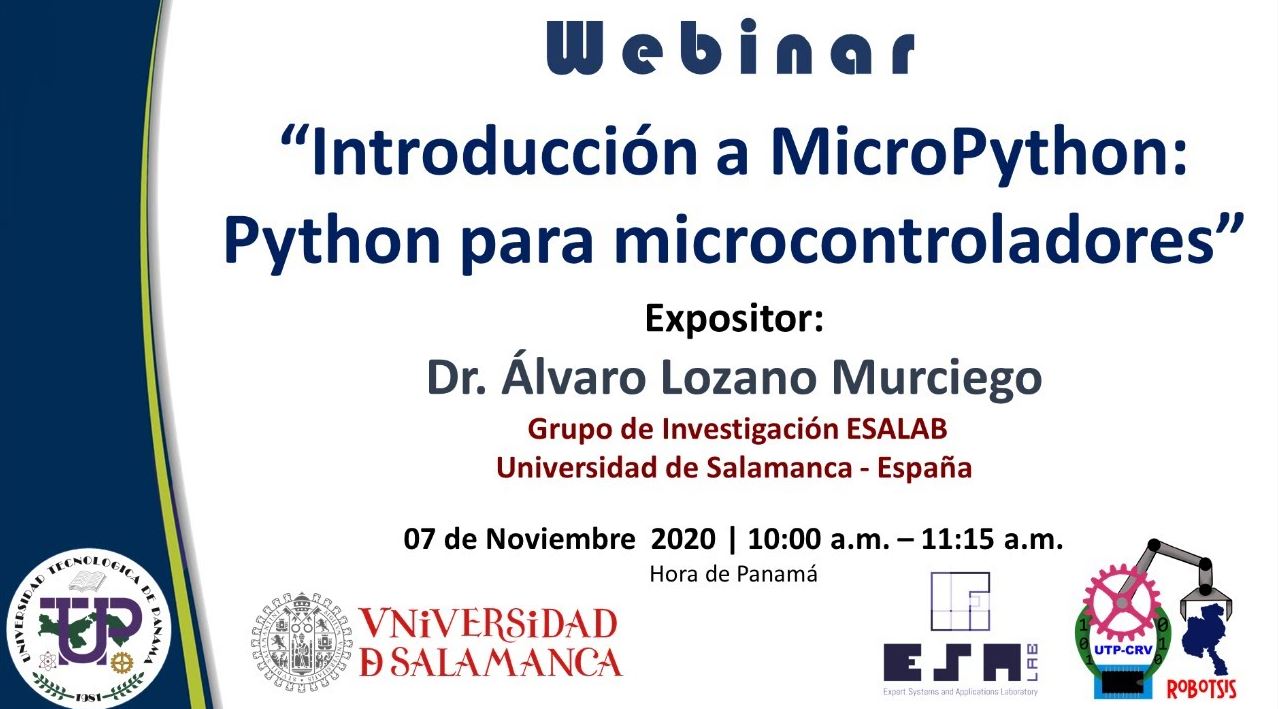 Webinar
“Introducción a MicroPython:
Python para microcontroladores”
Expositor:
Dr. Álvaro Lozano Murciego
Grupo de Investigación ESALAB
Universidad de Salamanca - España
07 de Noviembre 2020 | 10:00 a.m. – 11:15 a.m.
Hora de Panamá
UNIVERSIDAD TECNOLOGICA DE PANAMA
UTP
1981
VNiVERSiDAD
D SALAMANCA
ESA LAB
Expert Systems and Applications Laboratory
UTP-CRV
ROBOTSIS